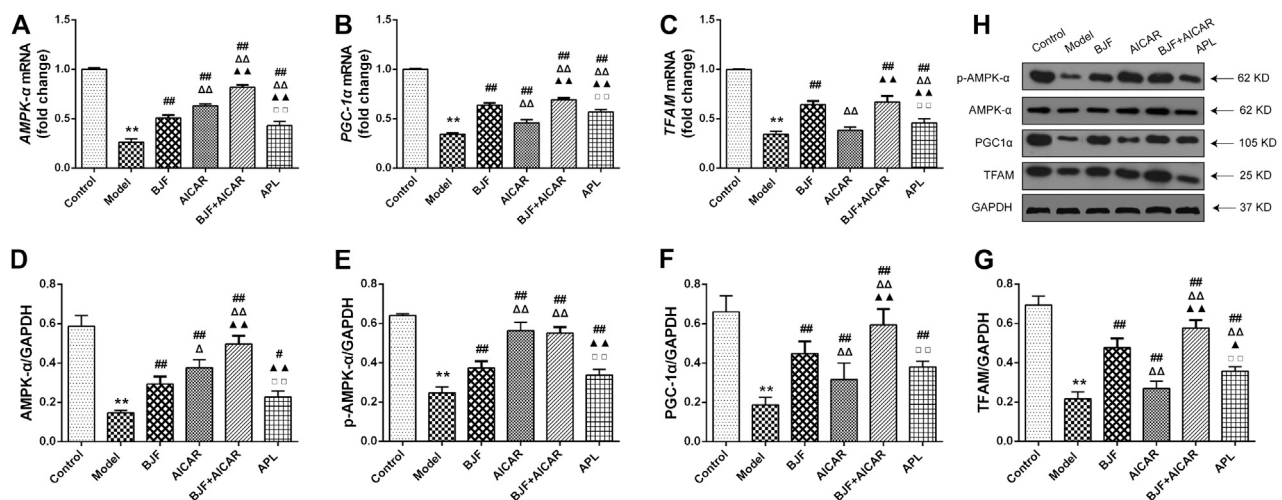 A
AMPK-α mRNA
(fold change)
1.5
1.0
0.5
0.0
**
##
##
ΔΔ
##
ΔΔ
▲▲
##
ΔΔ
▲▲
□□
Control
Model
BJF
AICAR
BJF+AICAR
APL
B
PGC-1α mRNA
(fold change)
1.5
1.0
0.5
0.0
**
##
##
ΔΔ
##
ΔΔ
▲▲
##
ΔΔ
▲▲
□□
Control
Model
BJF
AICAR
BJF+AICAR
APL
C
TFAM mRNA
(fold change)
1.5
1.0
0.5
0.0
**
##
ΔΔ
##
▲▲
##
ΔΔ
▲▲
□□
Control
Model
BJF
AICAR
BJF+AICAR
APL
H
Control
Model
BJF
AICAR
BJF+AICAR
APL
p-AMPK-α 62 KD
AMPK-α 62 KD
PGC1α 105 KD
TFAM 25 KD
GAPDH 37 KD
D
AMPK-α/GAPDH
0.8
0.6
0.4
0.2
0.0
**
##
##
Δ
##
ΔΔ
▲▲
#
▲▲
□□
Control
Model
BJF
AICAR
BJF+AICAR
APL
E
p-AMPK-α/GAPDH
0.8
0.6
0.4
0.2
0.0
**
##
##
ΔΔ
##
ΔΔ
##
▲▲
□□
Control
Model
BJF
AICAR
BJF+AICAR
APL
F
PGC-1α/GAPDH
0.8
0.6
0.4
0.2
0.0
**
##
##
ΔΔ
##
ΔΔ
▲▲
##
□□
Control
Model
BJF
AICAR
BJF+AICAR
APL
G
TFAM/GAPDH
0.8
0.6
0.4
0.2
0.0
**
##
##
ΔΔ
##
ΔΔ
▲▲
##
ΔΔ
▲
□□
Control
Model
BJF
AICAR
BJF+AICAR
APL